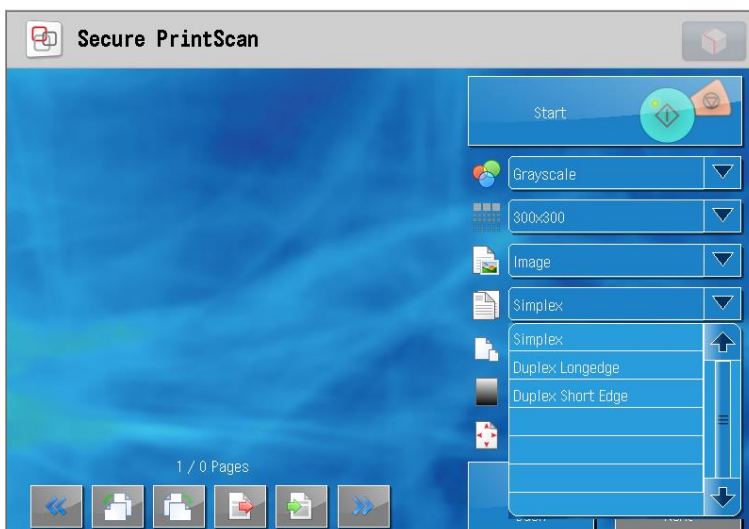 Secure PrintScan
Start
Grayscale
300x300
Image
Simplex
Simplex
Duplex Longedge
Duplex Short Edge
1 / 0 Pages